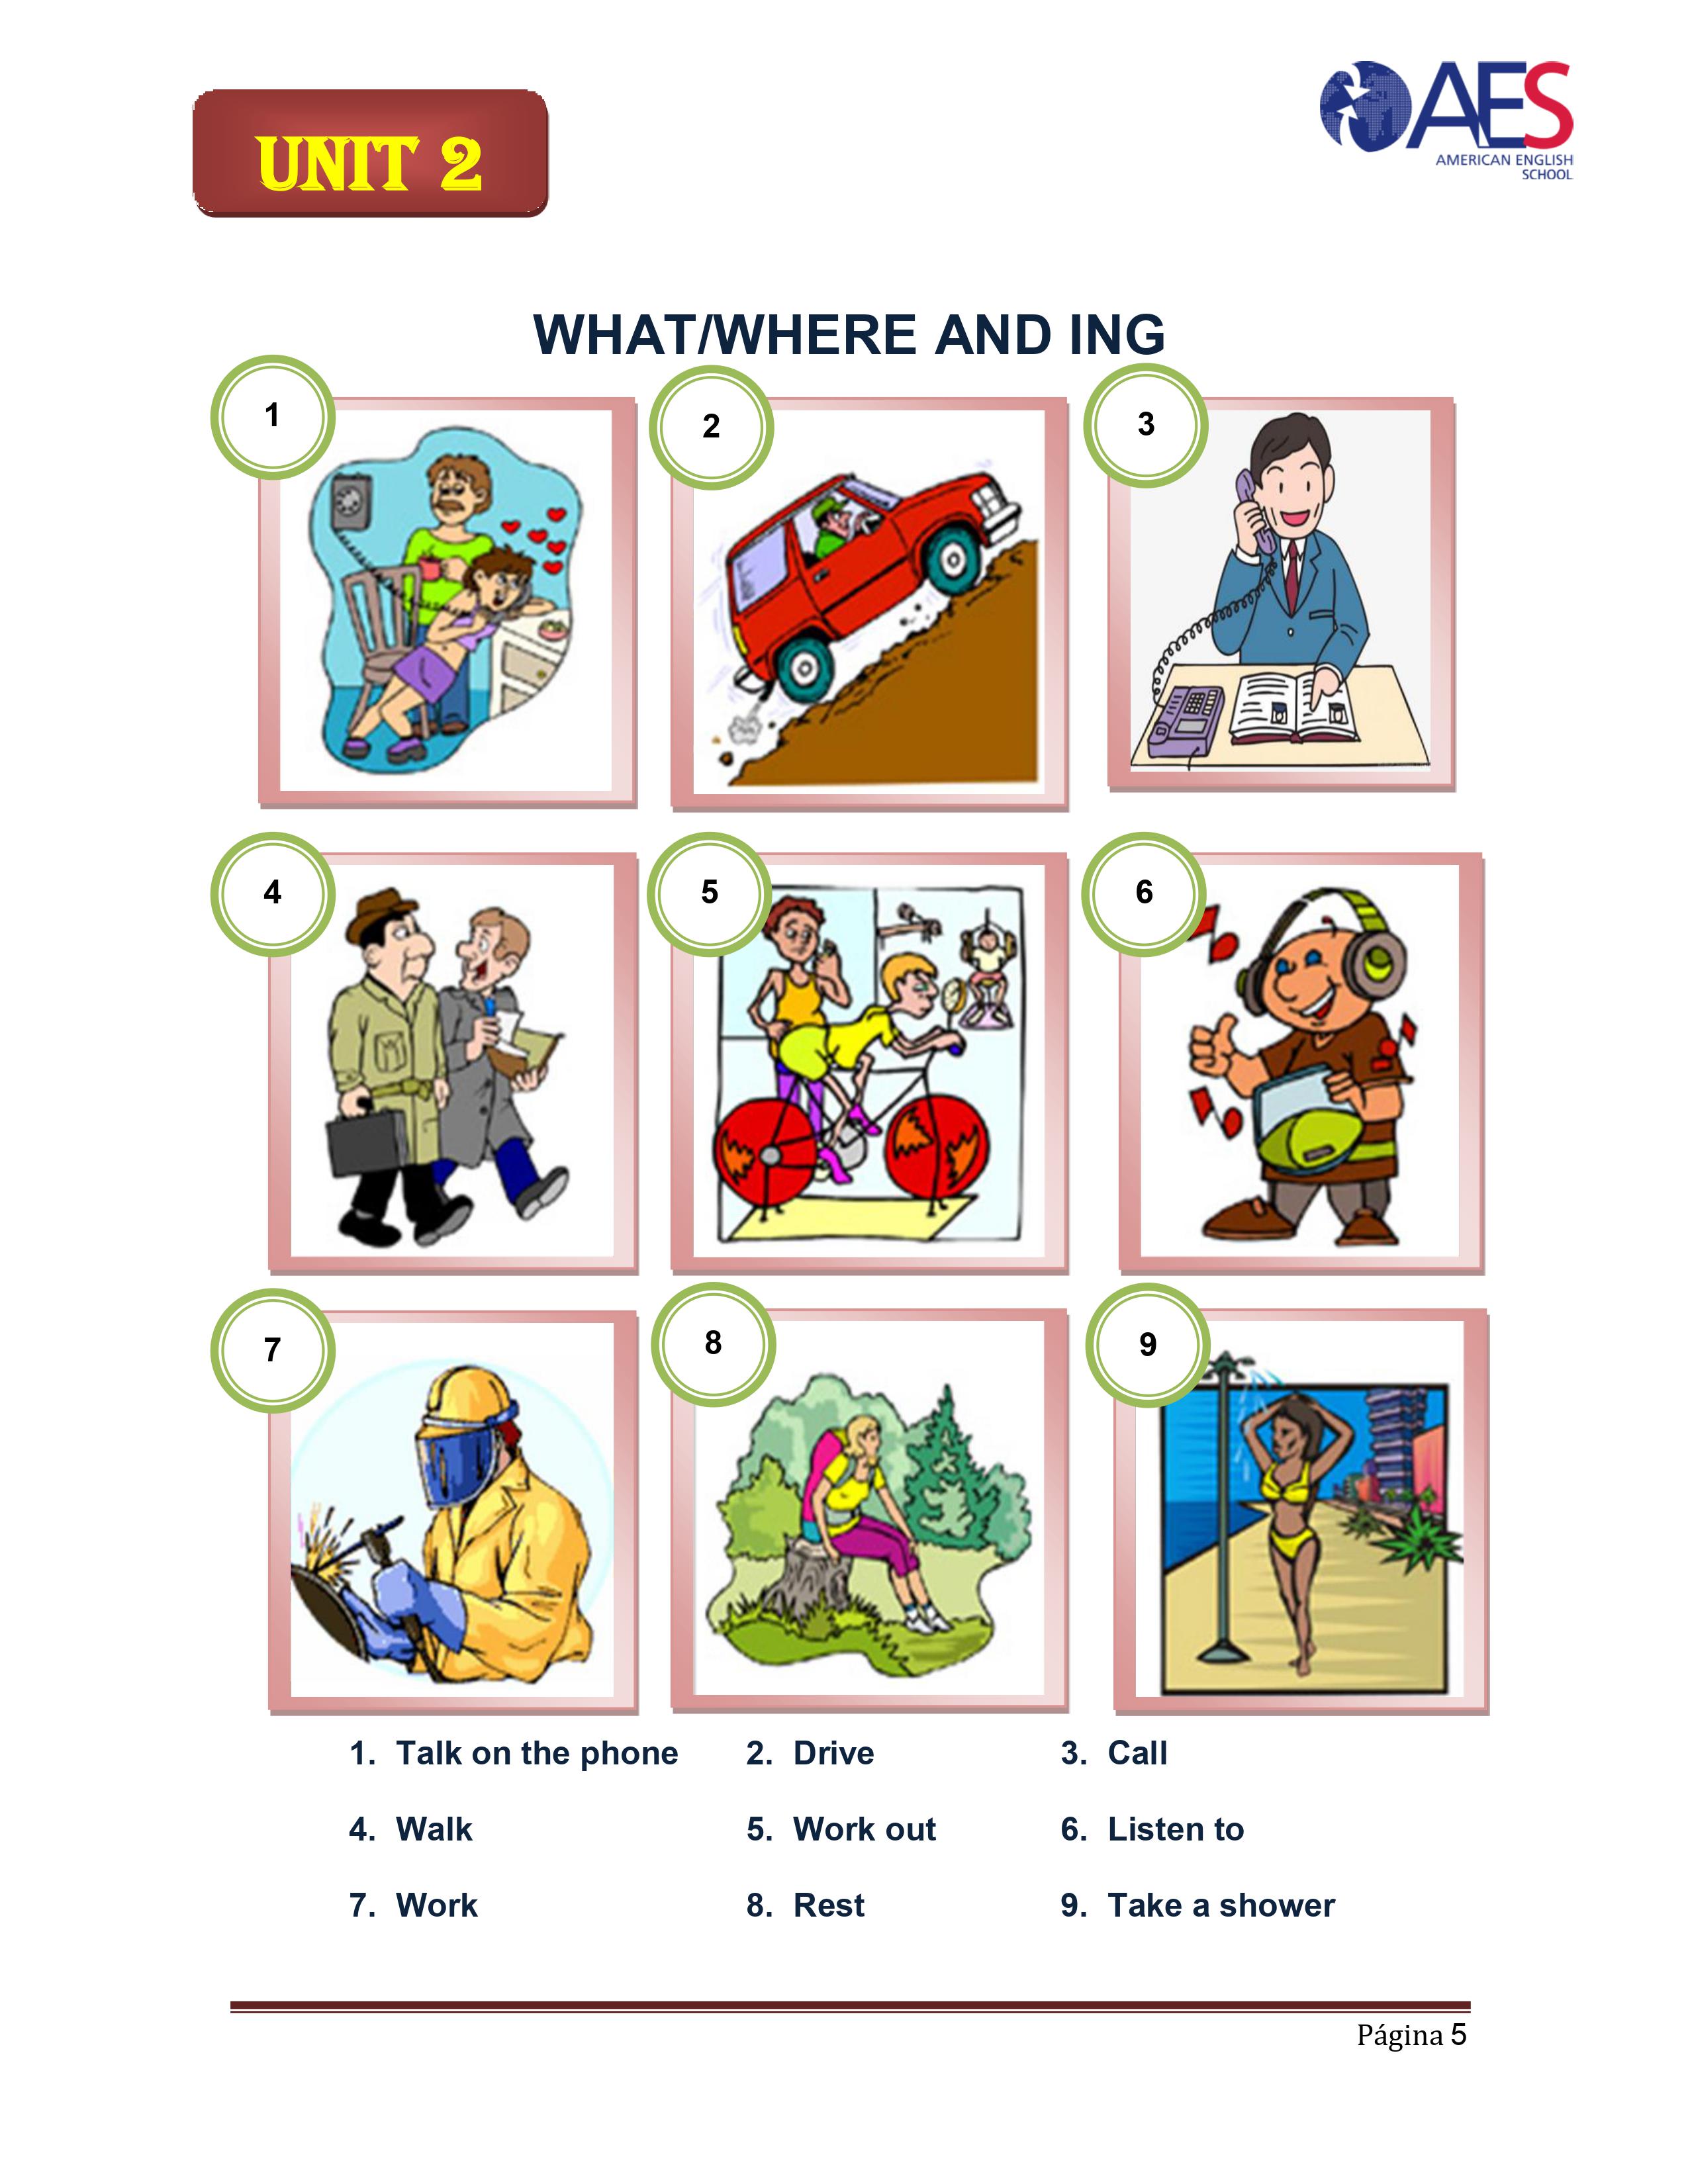 UNIT 2
AES
AMERICAN ENGLISH
SCHOOL
WHAT/WHERE AND ING
1
2
3
4
5
6
7
8
9
1. Talk on the phone 2. Drive 3. Call
4. Walk 5. Work out 6. Listen to
7. Work 8. Rest 9. Take a shower
Página 5